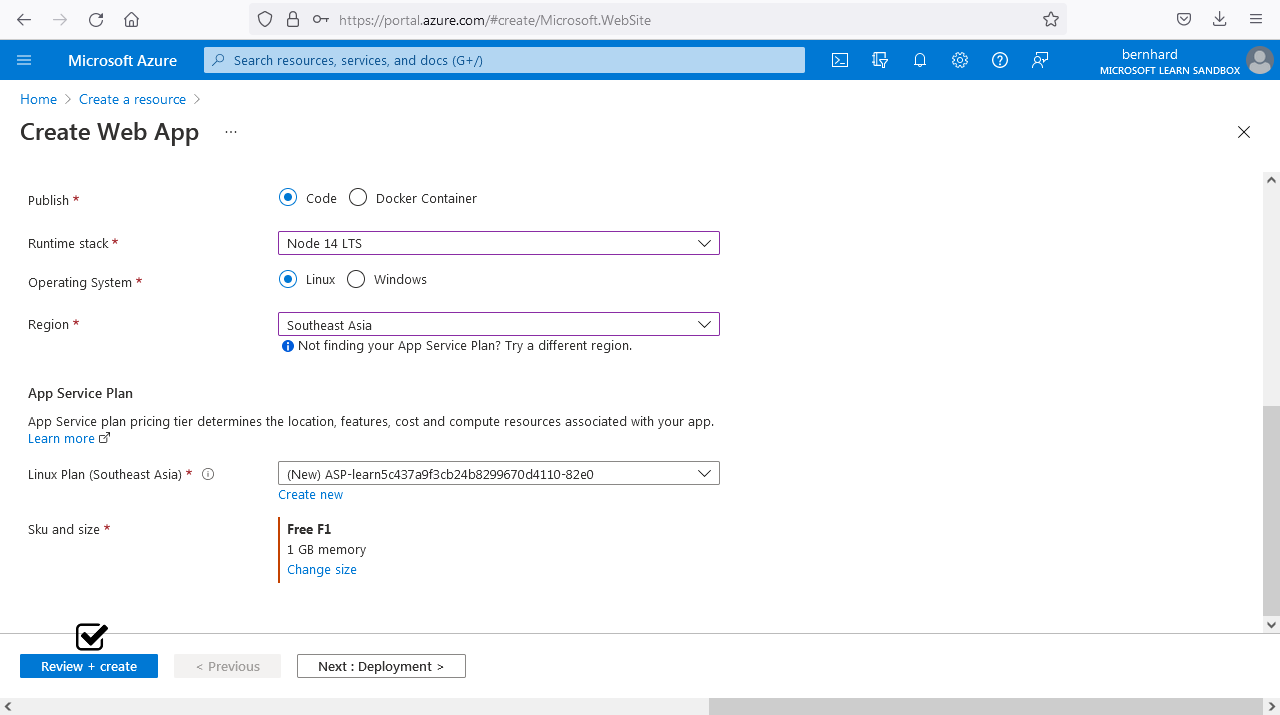 https://portal.azure.com/#create/Microsoft.WebSite
Microsoft Azure
Search resources, services, and docs (G+/)
bernhard
MICROSOFT LEARN SANDBOX
Home > Create a resource >
Create Web App ...
Publish *
Code
Docker Container
Runtime stack *
Node 14 LTS
Operating System *
Linux
Windows
Region *
Southeast Asia
Not finding your App Service Plan? Try a different region.
App Service Plan
App Service plan pricing tier determines the location, features, cost and compute resources associated with your app.
Learn more
Linux Plan (Southeast Asia) *
(New) ASP-learn5c437a9f3cb24b8299670d4110-82e0
Create new
Sku and size *
Free F1
1 GB memory
Change size
Review + create
< Previous
Next : Deployment >